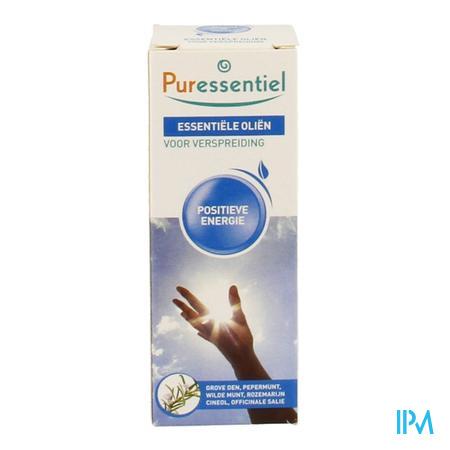 Puressentiel
ESSENTIËLE OLIËN
VOOR VERSPREIDING
POSITIEVE
ENERGIE
GROVE DEN, PEPERMUNT,
WILDE MUNT, ROZEMARIJN
CINEOL, OFFICINALE SALIE
IPM